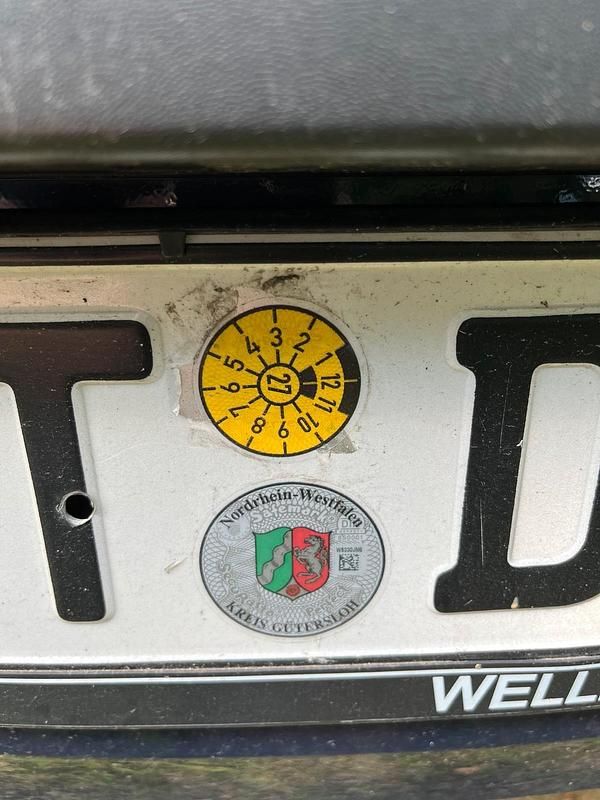 T D
1 2 3 4 5 6 7 8 9 10 11 12
27
Nordrhein-Westfalen
D
KREIS GÜTERSLOH
WELL